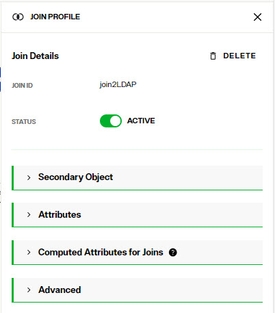 JOIN PROFILE
Join Details
DELETE
JOIN ID
join2LDAP
STATUS
ACTIVE
Secondary Object
Attributes
Computed Attributes for Joins ?
Advanced